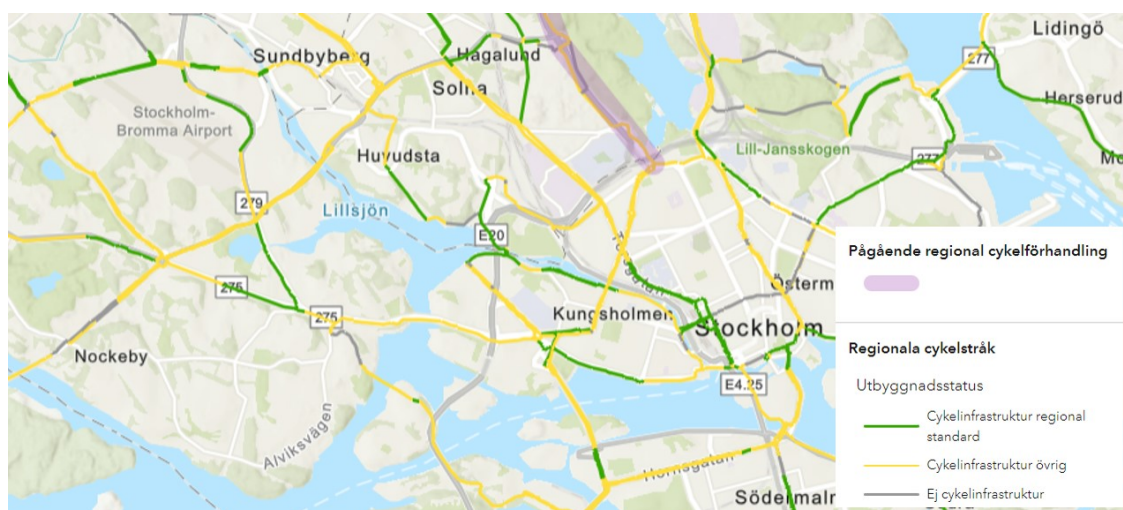 Lidingö
Sundbyberg
Hagalund
277
Solna
Herserud
Stockholm-
Bromma Airport
Huvudsta
Lill-Jansskogen
277
279
Lillsjön
E20
Torsgatan
Pågående regional cykelförhandling
275
Österm
Kungsholmen
275
Stockholm
Nockeby
Regionala cykelstråk
E4.25
Utbyggnadsstatus
Cykelinfrastruktur regional
standard
Alviksvägen
Hornsgatan
Cykelinfrastruktur övrig
Södermalm
Ej cykelinfrastruktur